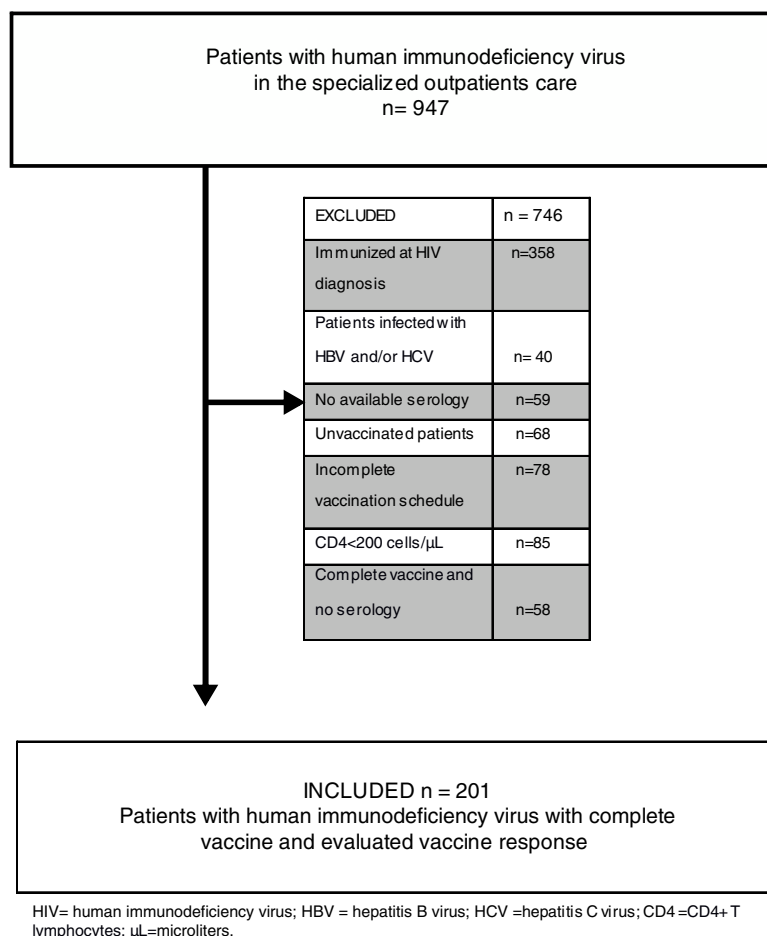 Patients with human immunodeficiency virus
in the specialized outpatients care
n= 947
EXCLUDED n = 746
Immunized at HIV n=358
diagnosis
Patients infected with
HBV and/or HCV n= 40
No available serology n=59
Unvaccinated patients n=68
Incomplete n=78
vaccination schedule
CD4<200 cells/µL n=85
Complete vaccine and
no serology n=58
INCLUDED n = 201
Patients with human immunodeficiency virus with complete
vaccine and evaluated vaccine response
HIV= human immunodeficiency virus; HBV = hepatitis B virus; HCV =hepatitis C virus; CD4 =CD4+ T
lymphocytes; µL=microliters.